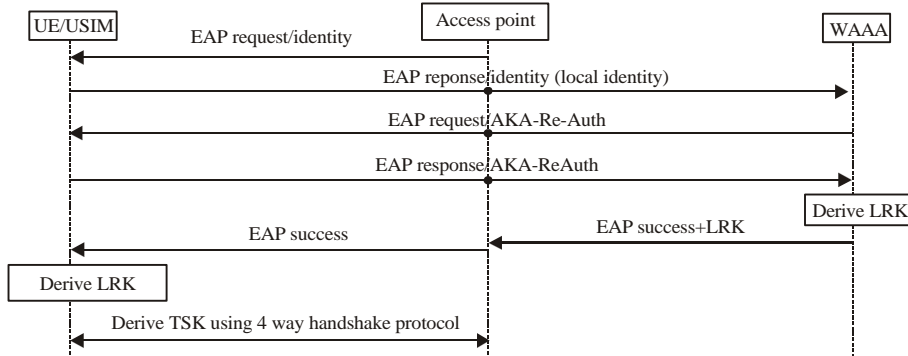 UE/USIM
Access point
WAAA
EAP request/identity
EAP reponse/identity (local identity)
EAP request/AKA-Re-Auth
EAP response/AKA-ReAuth
Derive LRK
EAP success
EAP success+LRK
Derive LRK
Derive TSK using 4 way handshake protocol